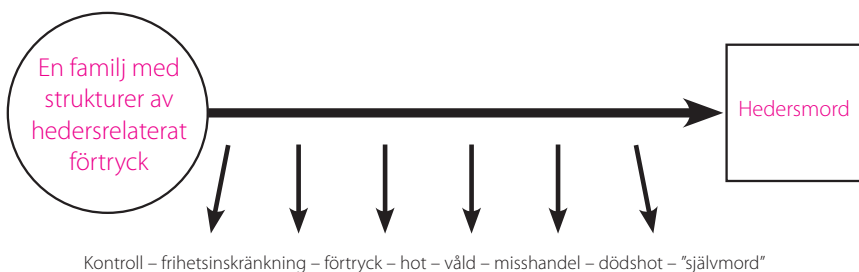 En familj med
strukturer av
hedersrelaterat
förtryck
Hedersmord
Kontroll – frihetsinskränkning – förtryck – hot – våld – misshandel – dödshot – ”självmord”